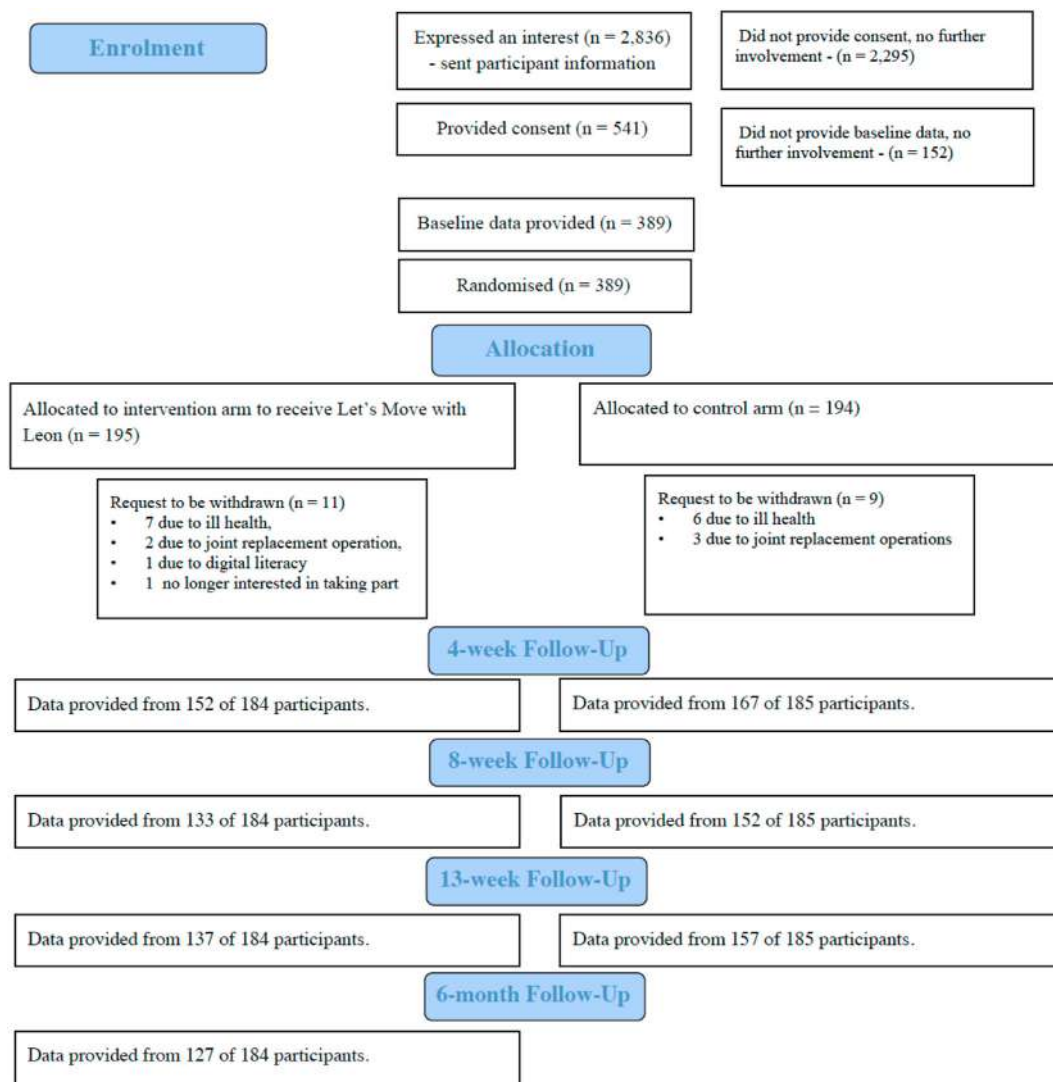 Enrolment
Expressed an interest (n = 2,836)
- sent participant information
Did not provide consent, no further
involvement - (n = 2,295)
Provided consent (n = 541)
Did not provide baseline data, no
further involvement - (n = 152)
Baseline data provided (n = 389)
Randomised (n = 389)
Allocation
Allocated to intervention arm to receive Let's Move with
Leon (n = 195)
Allocated to control arm (n = 194)
Request to be withdrawn (n = 11)
• 7 due to ill health,
• 2 due to joint replacement operation,
• 1 due to digital literacy
• 1 no longer interested in taking part
Request to be withdrawn (n = 9)
• 6 due to ill health
• 3 due to joint replacement operations
4-week Follow-Up
Data provided from 152 of 184 participants.
Data provided from 167 of 185 participants.
8-week Follow-Up
Data provided from 133 of 184 participants.
Data provided from 152 of 185 participants.
13-week Follow-Up
Data provided from 137 of 184 participants.
Data provided from 157 of 185 participants.
6-month Follow-Up
Data provided from 127 of 184 participants.